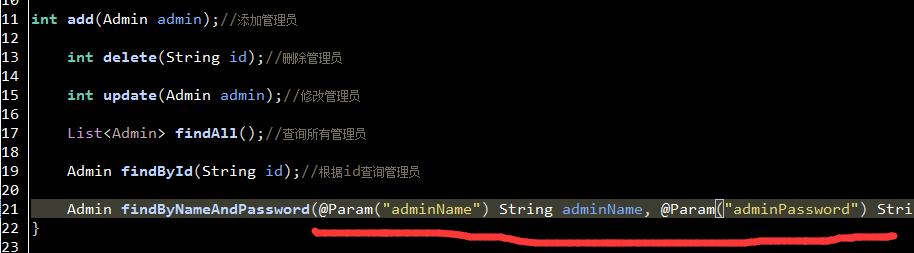 10
11 int add(Admin admin);//添加管理员
12
13 int delete(String id);//删除管理员
14
15 int update(Admin admin);//修改管理员
16
17 List<Admin> findAll();//查询所有管理员
18
19 Admin findById(String id);//根据id查询管理员
20
21 Admin findByNameAndPassword(@Param("adminName") String adminName, @Param("adminPassword") Stri
22 }
23